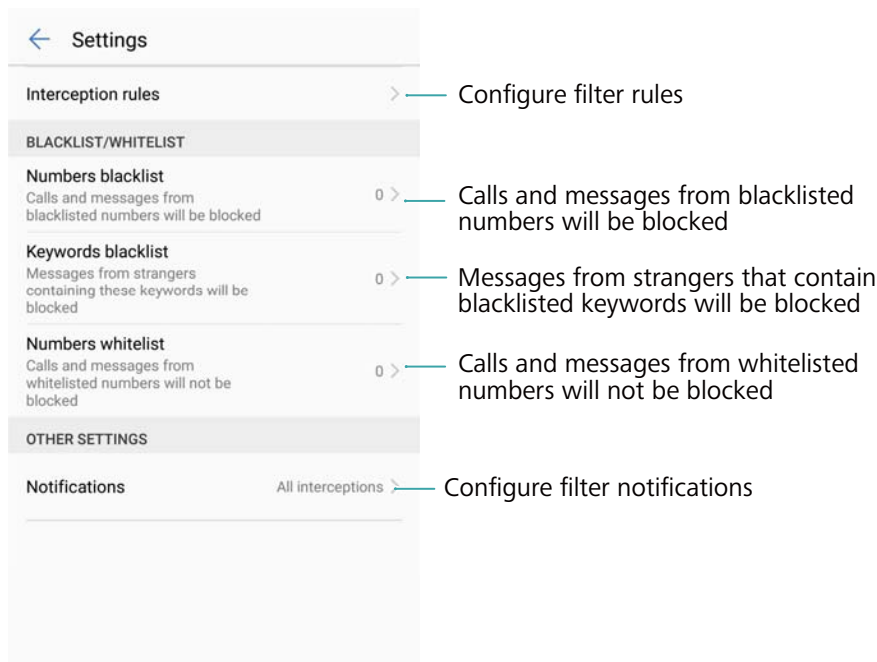 Settings
Interception rules
Configure filter rules
BLACKLIST/WHITELIST
Numbers blacklist
Calls and messages from
blacklisted numbers will be blocked
0
Calls and messages from blacklisted
numbers will be blocked
Keywords blacklist
Messages from strangers
containing these keywords will be
blocked
0
Messages from strangers that contain
blacklisted keywords will be blocked
Numbers whitelist
Calls and messages from
whitelisted numbers will not be
blocked
0
Calls and messages from whitelisted
numbers will not be blocked
OTHER SETTINGS
Notifications
All interceptions
Configure filter notifications